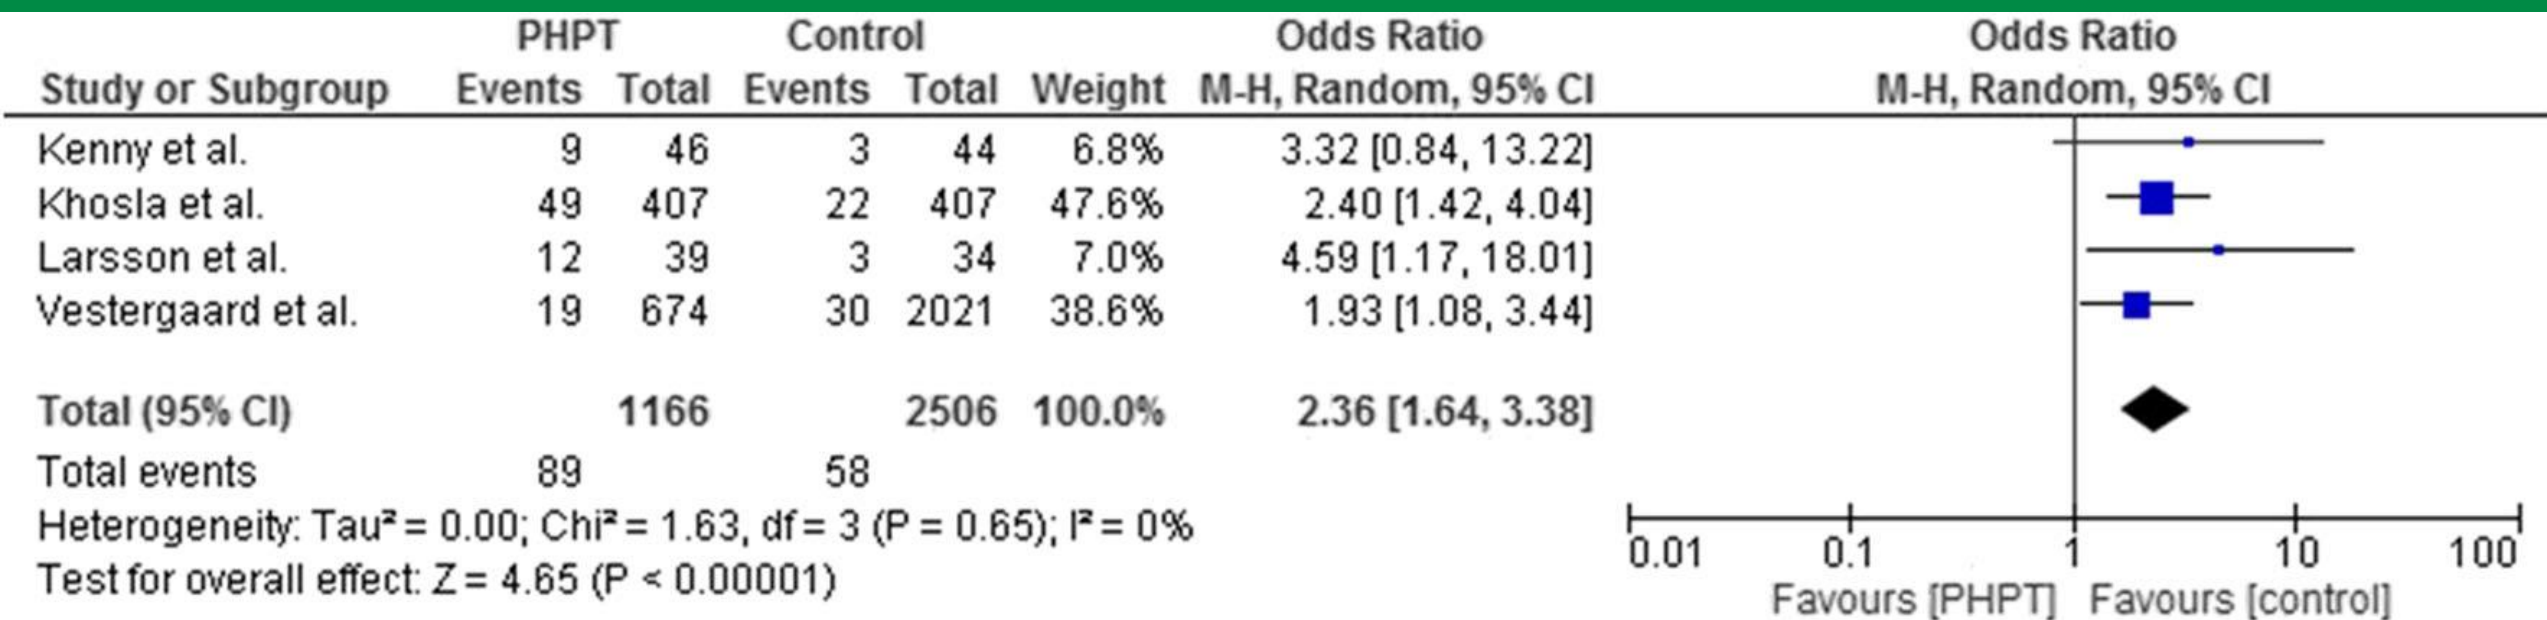 PHPT Control Odds Ratio Odds Ratio
Study or Subgroup Events Total Events Total Weight M-H, Random, 95% CI M-H, Random, 95% CI
Kenny et al. 9 46 3 44 6.8% 3.32 [0.84, 13.22]
Khosla et al. 49 407 22 407 47.6% 2.40 [1.42, 4.04]
Larsson et al. 12 39 3 34 7.0% 4.59 [1.17, 18.01]
Vestergaard et al. 19 674 30 2021 38.6% 1.93 [1.08, 3.44]
Total (95% CI) 1166 2506 100.0% 2.36 [1.64, 3.38]
Total events 89 58
Heterogeneity: Tau² = 0.00; Chi² = 1.63, df = 3 (P = 0.65); I² = 0%
Test for overall effect: Z = 4.65 (P < 0.00001)
0.01 0.1 1 10 100
Favours [PHPT] Favours [control]